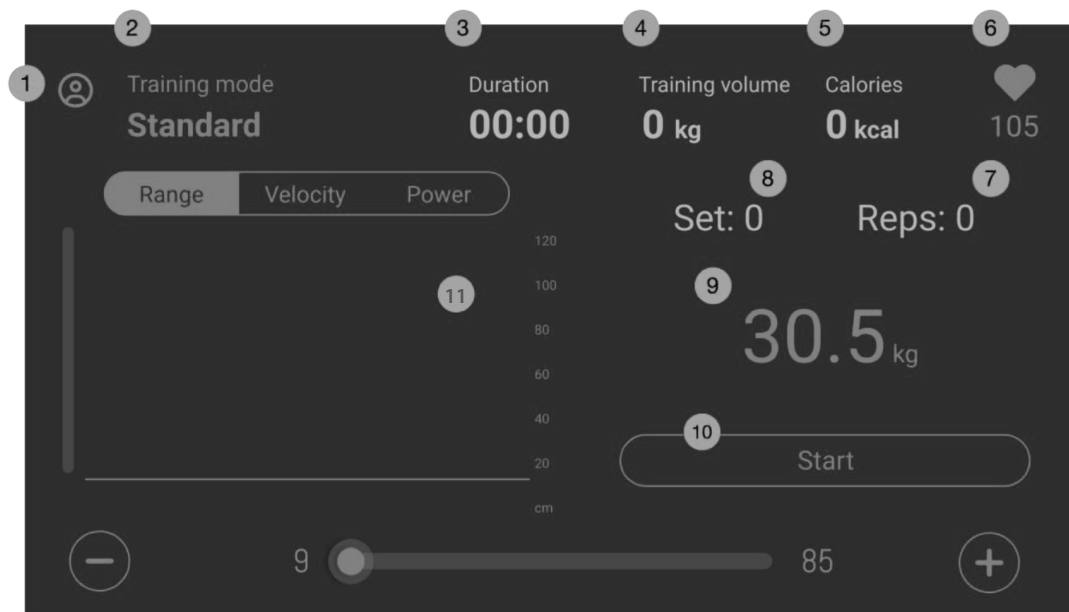 2 3 4 5 6
1 Training mode Duration Training volume Calories
Standard 00:00 0 kg 0 kcal 105
8 7
Range Velocity Power Set: 0 Reps: 0
120
11 100 9
80 30.5 kg
60
40
10
20 Start
cm
9 85